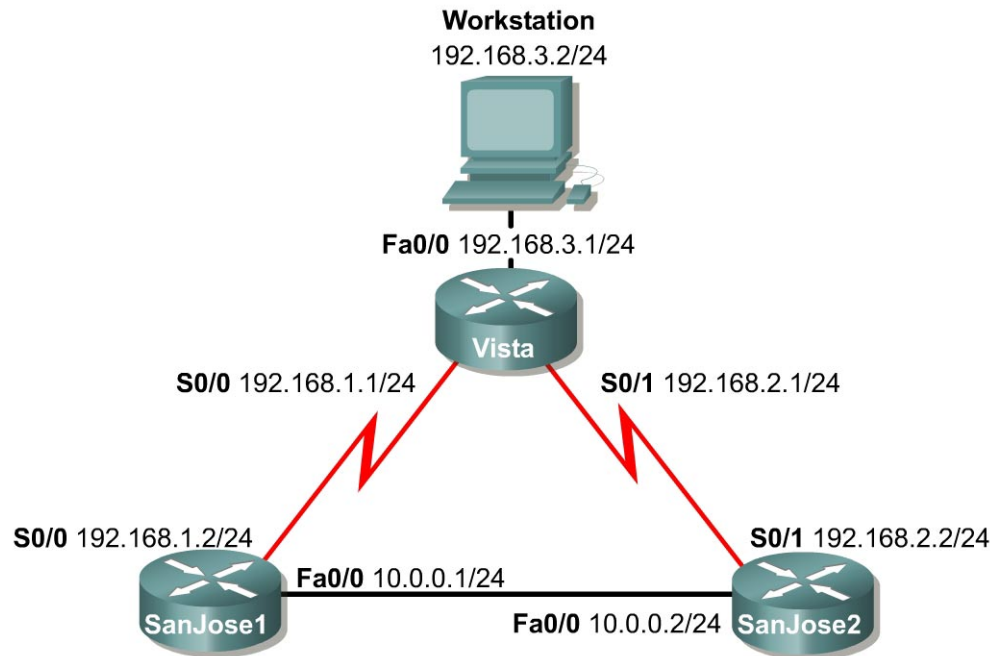 Workstation
192.168.3.2/24
Fa0/0 192.168.3.1/24
Vista
S0/0 192.168.1.1/24
S0/1 192.168.2.1/24
S0/0 192.168.1.2/24
S0/1 192.168.2.2/24
Fa0/0 10.0.0.1/24
SanJose1
Fa0/0 10.0.0.2/24
SanJose2